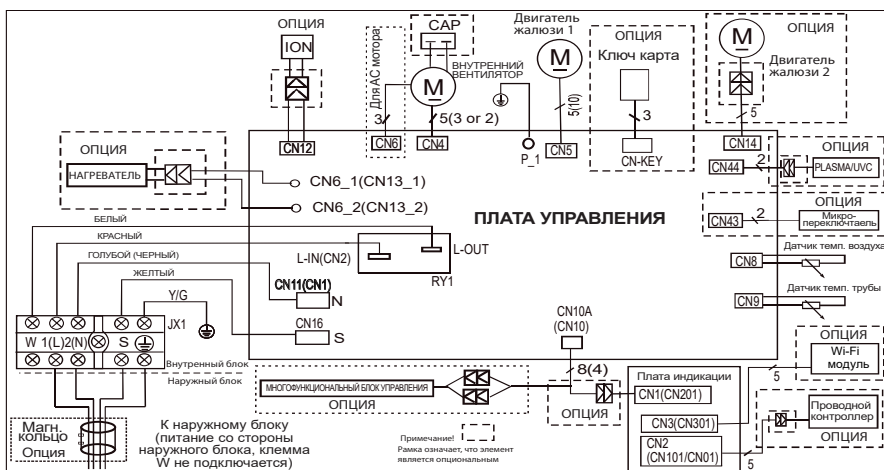 ОПЦИЯ
ION
CN12
CAP
ОПЦИЯ
Для AC мотора
M
ВНУТРЕННИЙ
ВЕНТИЛЯТОР
3
CN6
5(3 or 2)
CN4
Двигатель
жалюзи 1
M
5(10)
P_1
CN5
ОПЦИЯ
Ключ карта
3
CN-KEY
ОПЦИЯ
M
Двигатель
жалюзи 2
5
CN14
ОПЦИЯ
НАГРЕВАТЕЛЬ
CN6_1(CN13_1)
CN6_2(CN13_2)
ПЛАТА УПРАВЛЕНИЯ
CN44
2
ОПЦИЯ
PLASMA/UVC
CN43
2
ОПЦИЯ
Микро-
переключтаель
Датчик темп. воздуха
CN8
Датчик темп. трубы
CN9
БЕЛЫЙ
КРАСНЫЙ
ГОЛУБОЙ (ЧЕРНЫЙ)
ЖЕЛТЫЙ
Y/G
L-IN(CN2)
L-OUT
RY1
CN11(CN1)
N
CN16
S
JX1
W 1(L)2(N) S
Внутренный блок
Наружный блок
Магн.
кольцо
Опция
К наружному блоку
(питание со стороны
наружного блока, клемма
W не подключается)
CN10A
(CN10)
8(4)
МНОГОФУНКЦИОНАЛЬНЫЙ БЛОК УПРАВЛЕНИЯ
ОПЦИЯ
ОПЦИЯ
Примечание!
Рамка означает, что элемент
является опциональным
Плата индикации
CN1(CN201)
CN3(CN301)
CN2
(CN101/CN01)
5
ОПЦИЯ
Wi-Fi
модуль
5
Проводной
контроллер
ОПЦИЯ